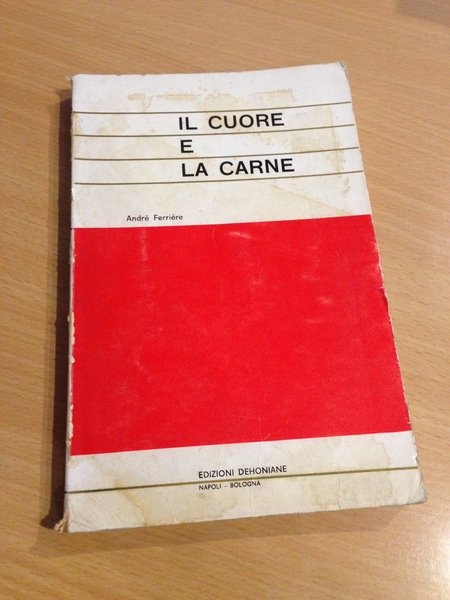 IL CUORE
E
LA CARNE
André Ferrière
EDIZIONI DEHONIANE
NAPOLI - BOLOGNA